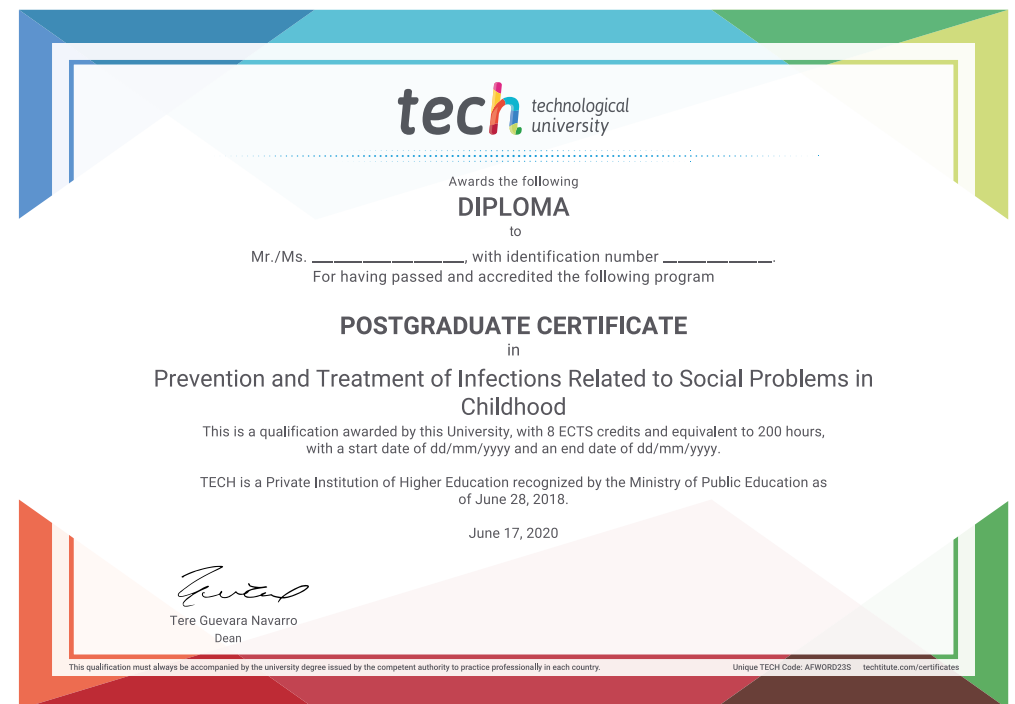 tech technological
university
Awards the following
DIPLOMA
to
Mr./Ms. _________________, with identification number _____________.
For having passed and accredited the following program
POSTGRADUATE CERTIFICATE
in
Prevention and Treatment of Infections Related to Social Problems in
Childhood
This is a qualification awarded by this University, with 8 ECTS credits and equivalent to 200 hours,
with a start date of dd/mm/yyyy and an end date of dd/mm/yyyy.
TECH is a Private Institution of Higher Education recognized by the Ministry of Public Education as
of June 28, 2018.
June 17, 2020
Tere Guevara Navarro
Dean
This qualification must always be accompanied by the university degree issued by the competent authority to practice professionally in each country. Unique TECH Code: AFWORD23S techtitute.com/certificates